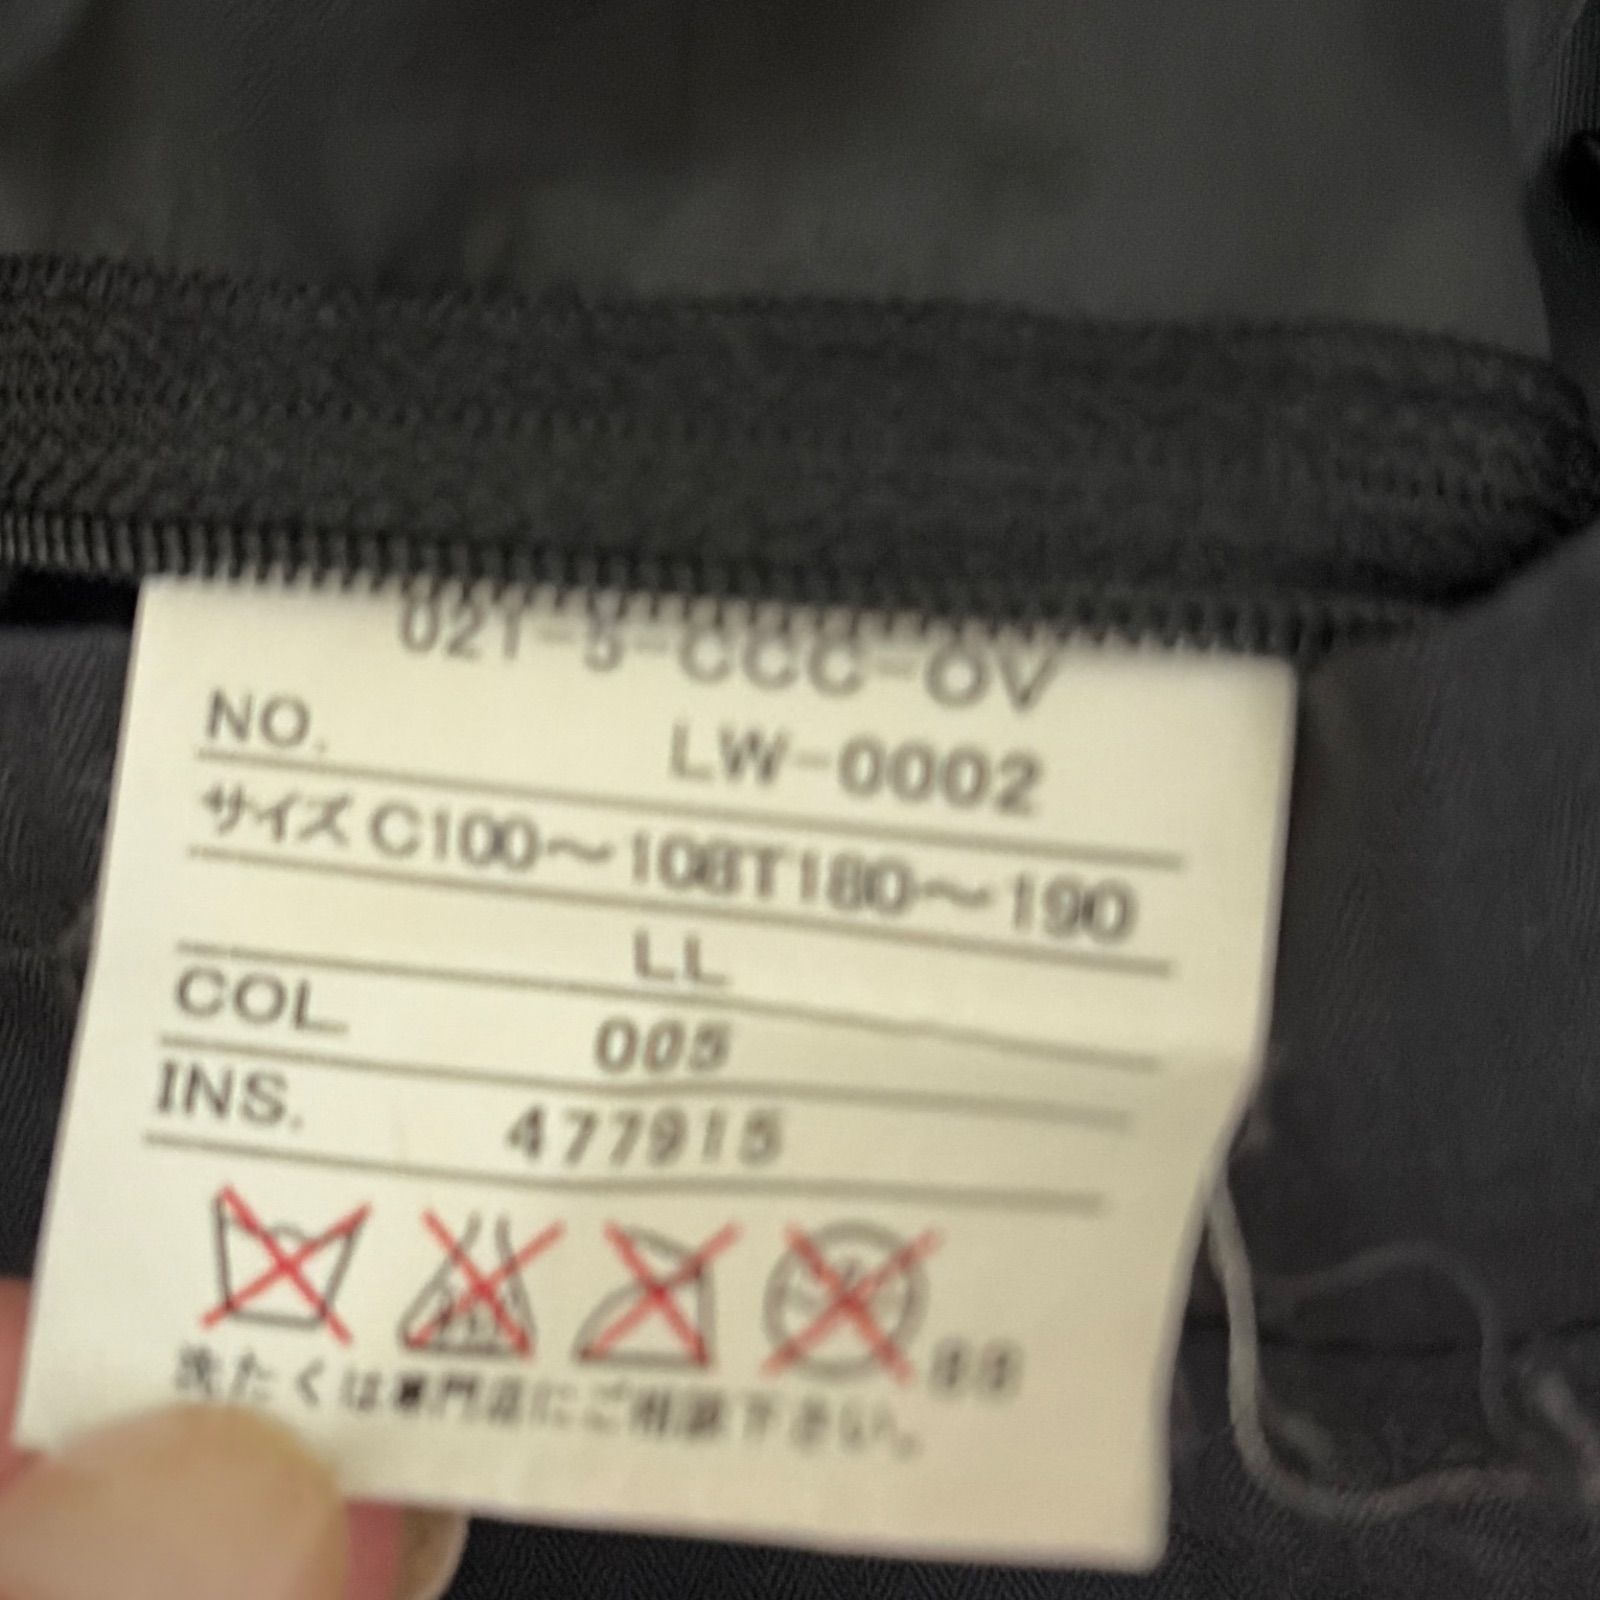 021-5-CCC-OV
NO. LW-0002
サイズ C100～108T180～190
LL
COL. 005
INS. 477915
洗たくは専門店にご相談下さい。